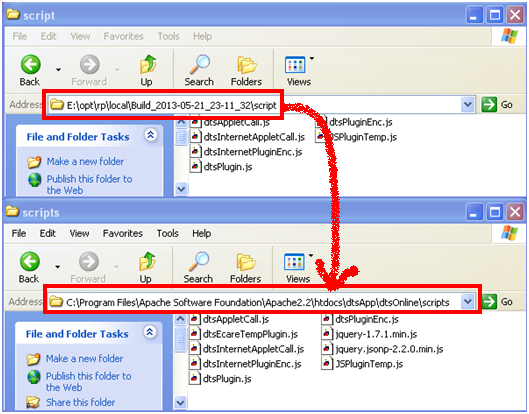 script
File Edit View Favorites Tools Help
Back Forward Up Search Folders Views
Address E:\opt\rp\local\Build_2013-05-21_23-11_32\script Go
File and Folder Tasks
Make a new folder
Publish this folder to
the Web
dtsAppletCall.js dtsPluginEnc.js
dtsInternetAppletCall.js JSPluginTemp.js
dtsInternetPluginEnc.js
dtsPlugin.js
scripts
File Edit View Favorites Tools Help
Back Forward Up Search Folders Views
Address C:\Program Files\Apache Software Foundation\Apache2.2\htdocs\dtsApp\dtsOnline\scripts Go
File and Folder Tasks
Make a new folder
Publish this folder to
the Web
Share this folder
dtsAppletCall.js dtsPluginEnc.js
dtsEcareTempPlugin.js jquery-1.7.1.min.js
dtsInternetAppletCall.js jquery.jsonp-2.2.0.min.js
dtsInternetPluginEnc.js JSPluginTemp.js
dtsPlugin.js